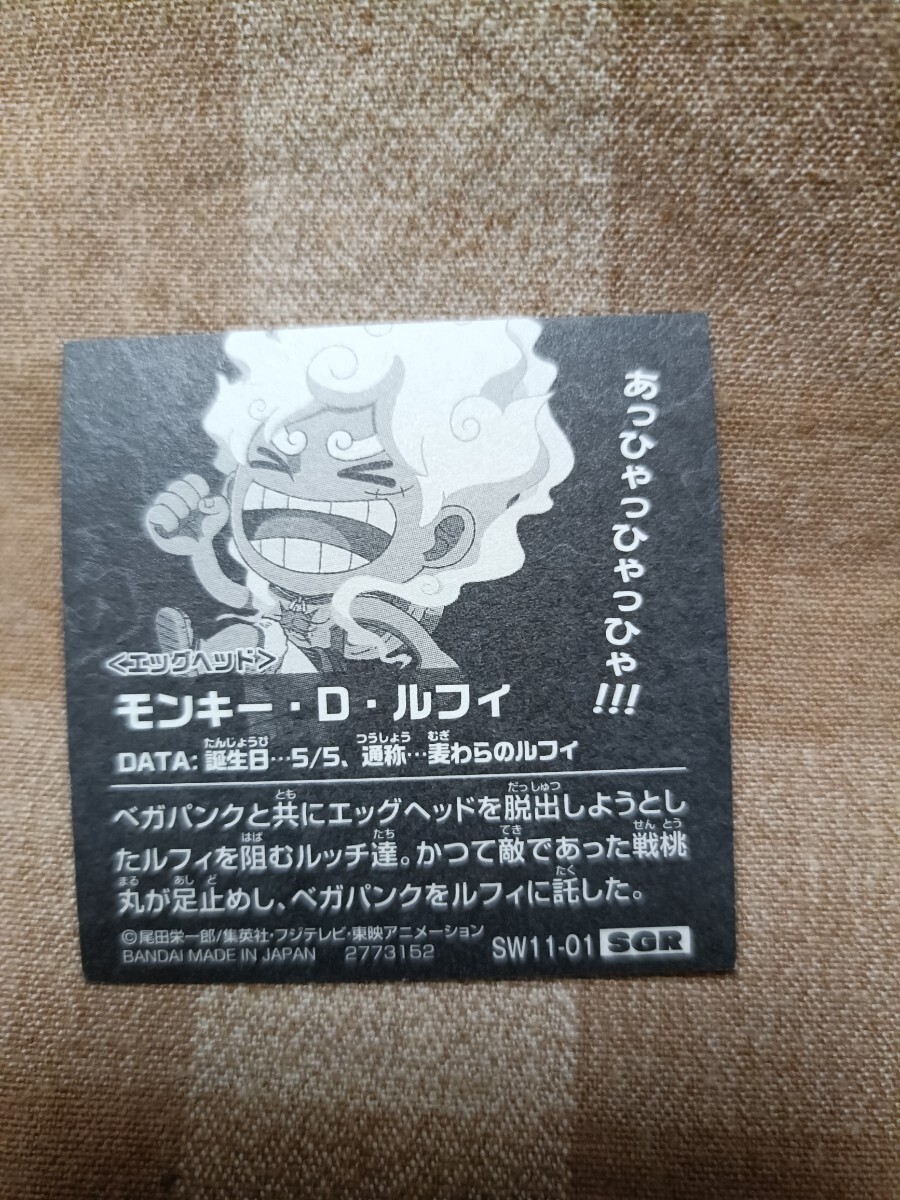 あっひゃっひゃっひゃっひゃ!!!
<エッグヘッド>
モンキー・D・ルフィ
DATA: 誕生日…5/5、通称…麦わらのルフィ
ベガパンクと共にエッグヘッドを脱出しようとし
たルフィを阻むルッチ達。かつて敵であった戦桃
丸が足止めし、ベガパンクをルフィに託した。
©尾田栄一郎/集英社・フジテレビ・東映アニメーション
BANDAI MADE IN JAPAN 2773152 SW11-01 SGR